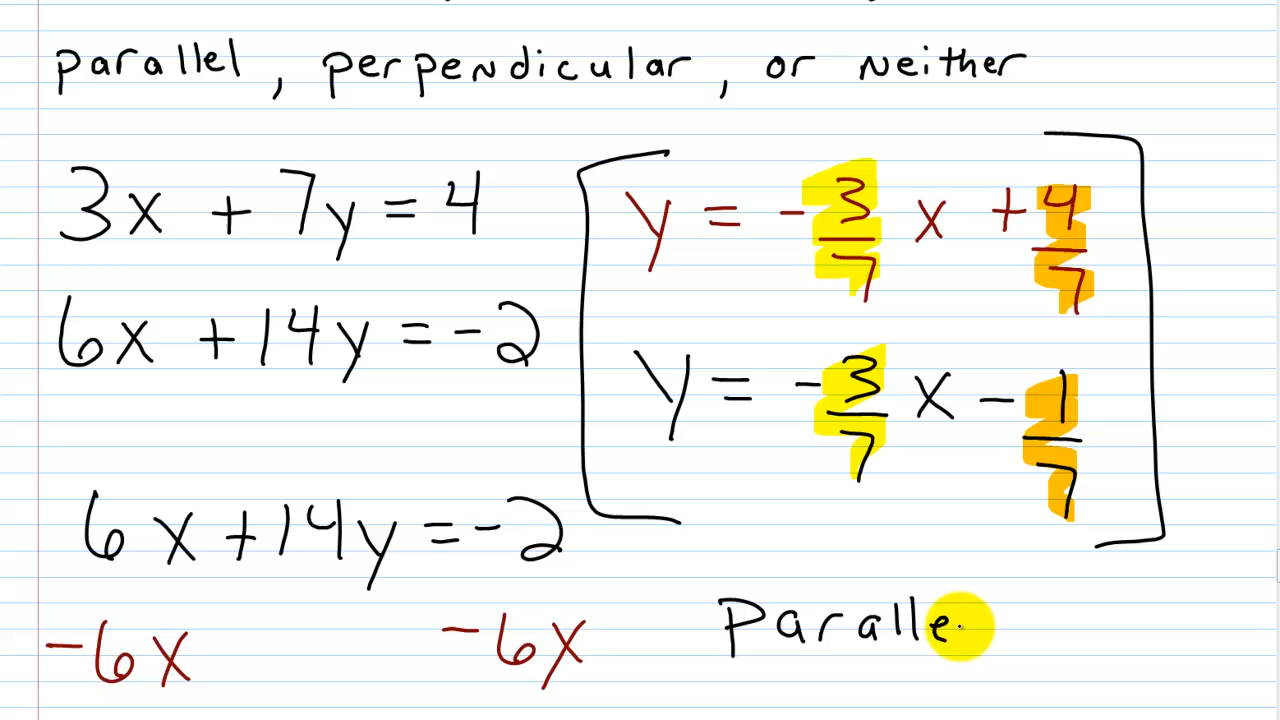 parallel, perpendicular, or neither
3x + 7y = 4
6x + 14y = -2
y = -3/7 x + 4/7
y = -3/7 x - 1/7
6x + 14y = -2
-6x -6x
Paralle